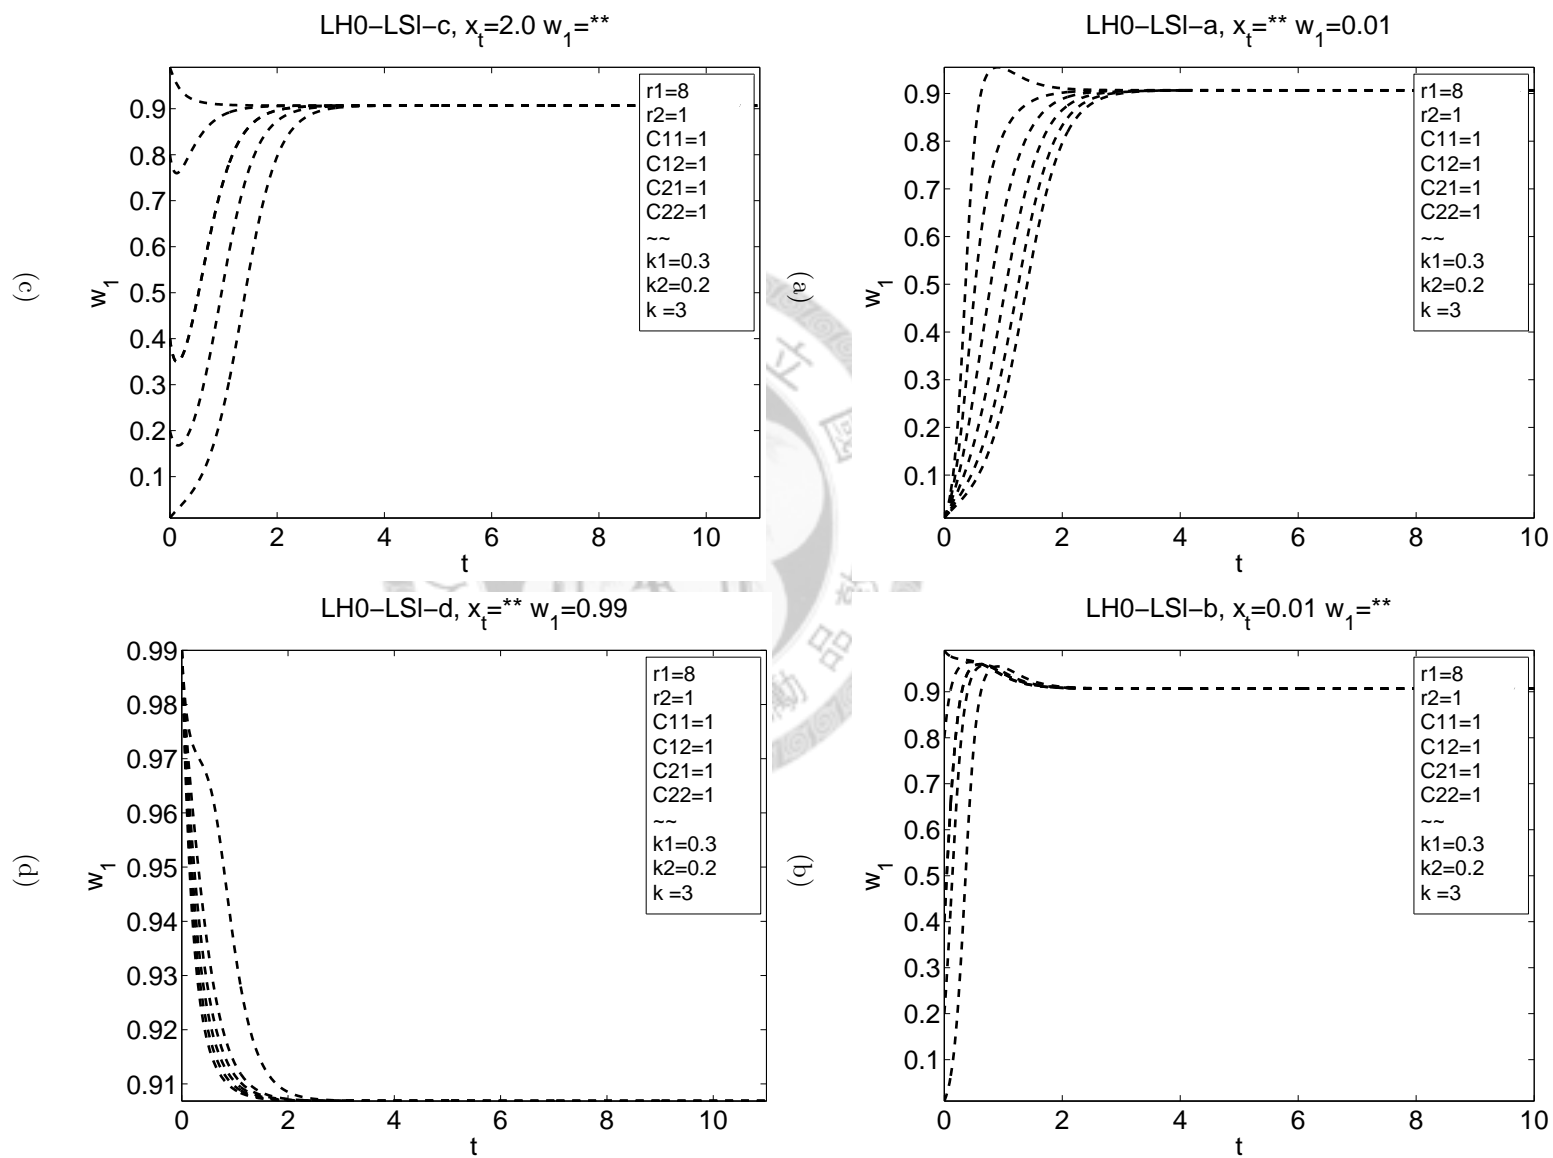 LH0−LSI−c, x_t=2.0 w_1=**
0.9
0.8
0.7
0.6
0.5
0.4
0.3
0.2
0.1
w_1
0 2 4 6 8 10
t
r1=8
r2=1
C11=1
C12=1
C21=1
C22=1
~~
k1=0.3
k2=0.2
k =3
(c)
LH0−LSI−a, x_t=** w_1=0.01
0.9
0.8
0.7
0.6
0.5
0.4
0.3
0.2
0.1
w_1
0 2 4 6 8 10
t
r1=8
r2=1
C11=1
C12=1
C21=1
C22=1
~~
k1=0.3
k2=0.2
k =3
(a)
LH0−LSI−d, x_t=** w_1=0.99
0.99
0.98
0.97
0.96
0.95
0.94
0.93
0.92
0.91
w_1
0 2 4 6 8 10
t
r1=8
r2=1
C11=1
C12=1
C21=1
C22=1
~~
k1=0.3
k2=0.2
k =3
(d)
LH0−LSI−b, x_t=0.01 w_1=**
0.9
0.8
0.7
0.6
0.5
0.4
0.3
0.2
0.1
w_1
0 2 4 6 8 10
t
r1=8
r2=1
C11=1
C12=1
C21=1
C22=1
~~
k1=0.3
k2=0.2
k =3
(b)
立
國
品
勵